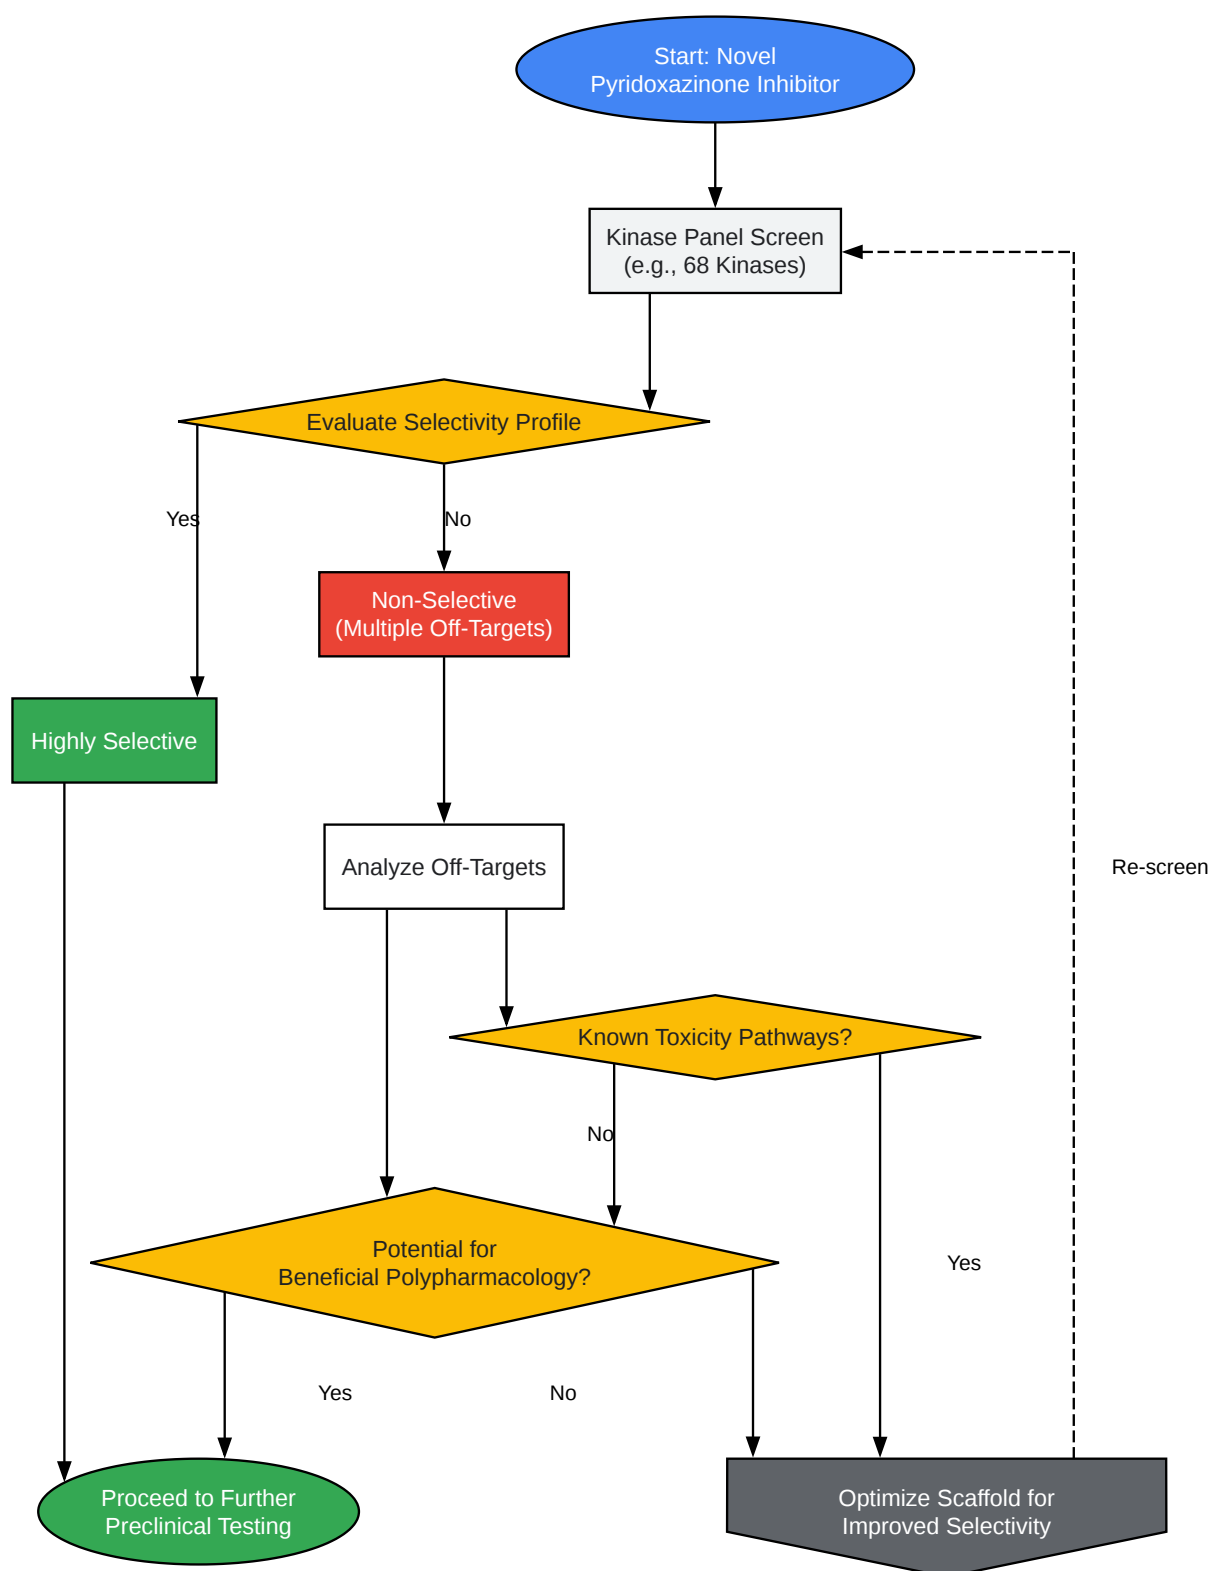 Start: Novel
Pyridoxazinone Inhibitor
Kinase Panel Screen
(e.g., 68 Kinases)
Evaluate Selectivity Profile
Yes
No
Non-Selective
(Multiple Off-Targets)
Highly Selective
Analyze Off-Targets
Re-screen
Known Toxicity Pathways?
No
Potential for
Beneficial Polypharmacology?
Yes
Yes
No
Proceed to Further
Preclinical Testing
Optimize Scaffold for
Improved Selectivity